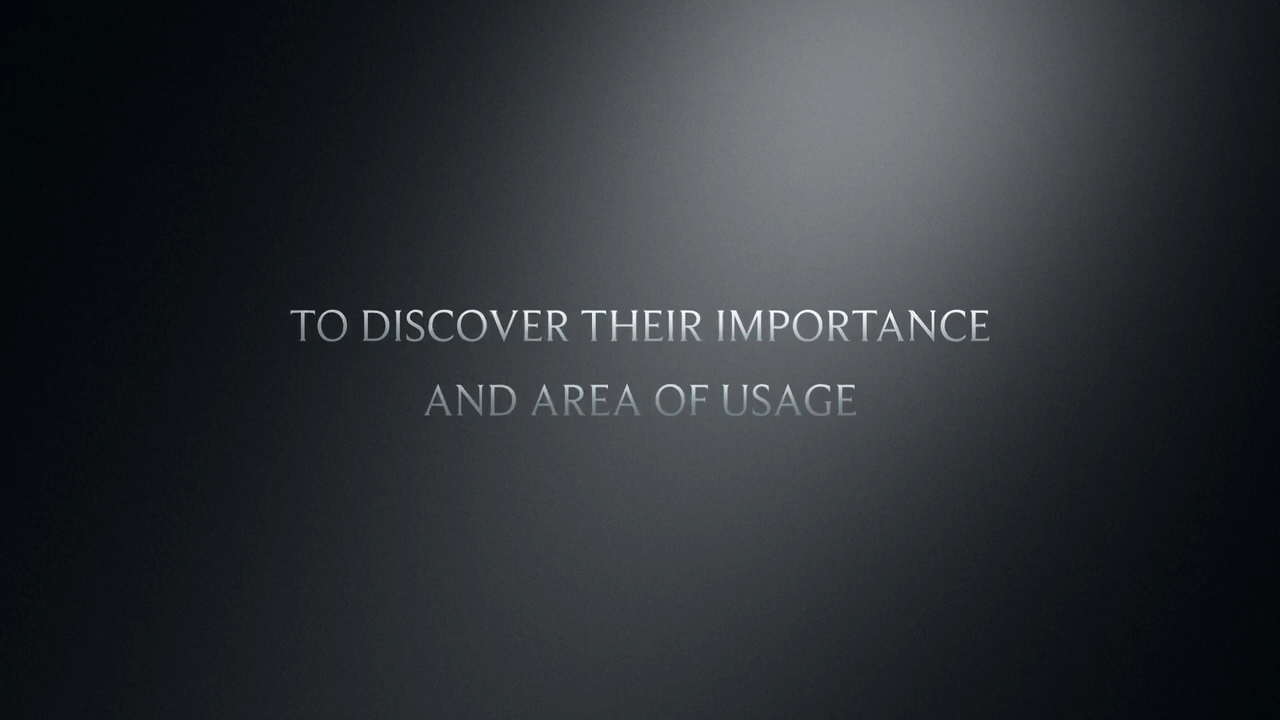 TO DISCOVER THEIR IMPORTANCE
AND AREA OF USAGE